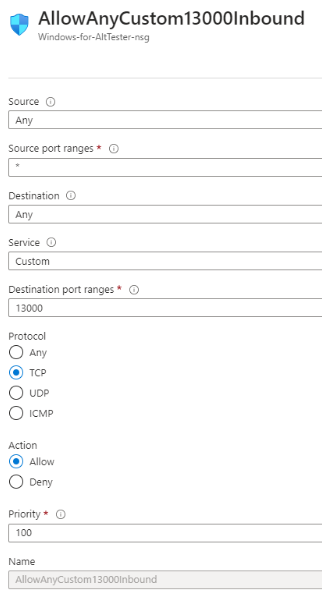 AllowAnyCustom13000Inbound
Windows-for-AltTester-nsg
Source
Any
Source port ranges *
*
Destination
Any
Service
Custom
Destination port ranges *
13000
Protocol
Any
TCP
UDP
ICMP
Action
Allow
Deny
Priority *
100
Name
AllowAnyCustom13000Inbound